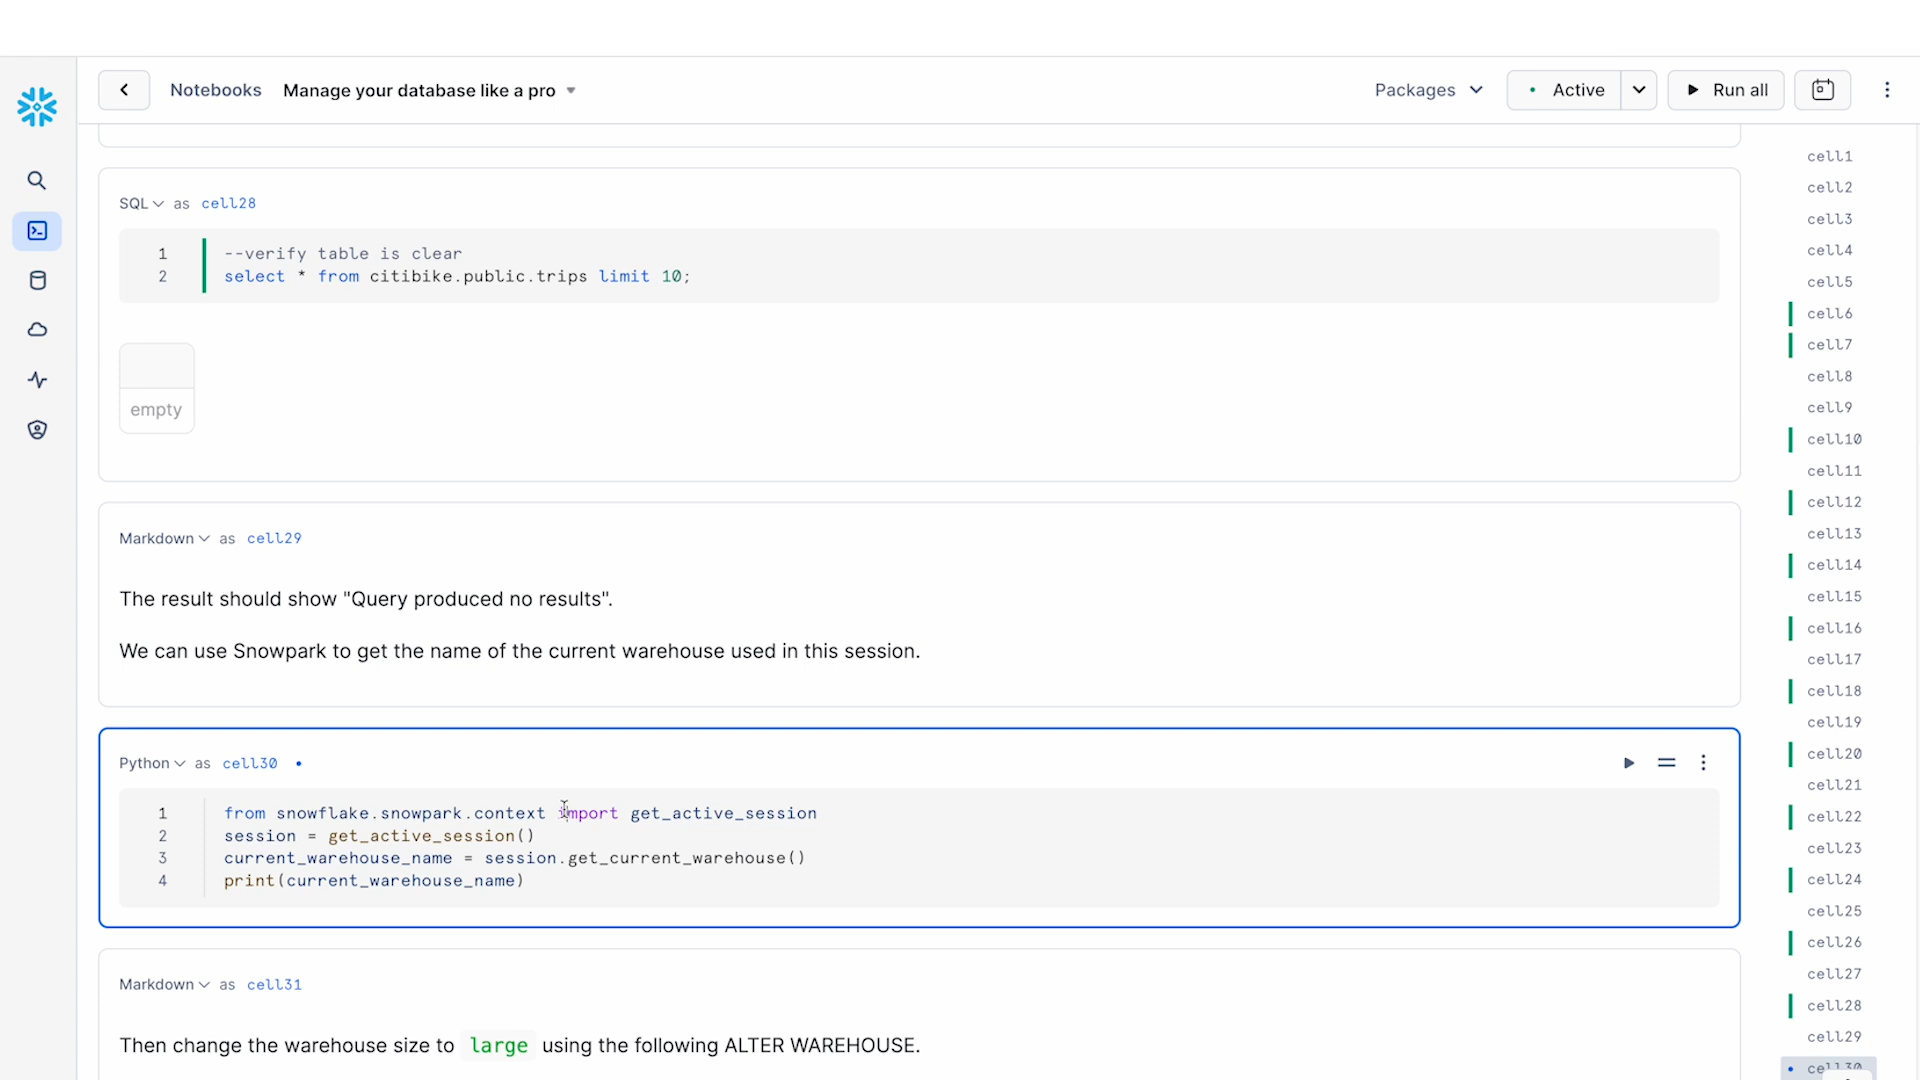 Notebooks Manage your database like a pro Packages Active Run all
SQL as cell28
1 --verify table is clear
2 select * from citibike.public.trips limit 10;
empty
Markdown as cell29
The result should show "Query produced no results".
We can use Snowpark to get the name of the current warehouse used in this session.
Python as cell30
1 from snowflake.snowpark.context import get_active_session
2 session = get_active_session()
3 current_warehouse_name = session.get_current_warehouse()
4 print(current_warehouse_name)
Markdown as cell31
Then change the warehouse size to large using the following ALTER WAREHOUSE.
cell1
cell2
cell3
cell4
cell5
cell6
cell7
cell8
cell9
cell10
cell11
cell12
cell13
cell14
cell15
cell16
cell17
cell18
cell19
cell20
cell21
cell22
cell23
cell24
cell25
cell26
cell27
cell28
cell29
cell30